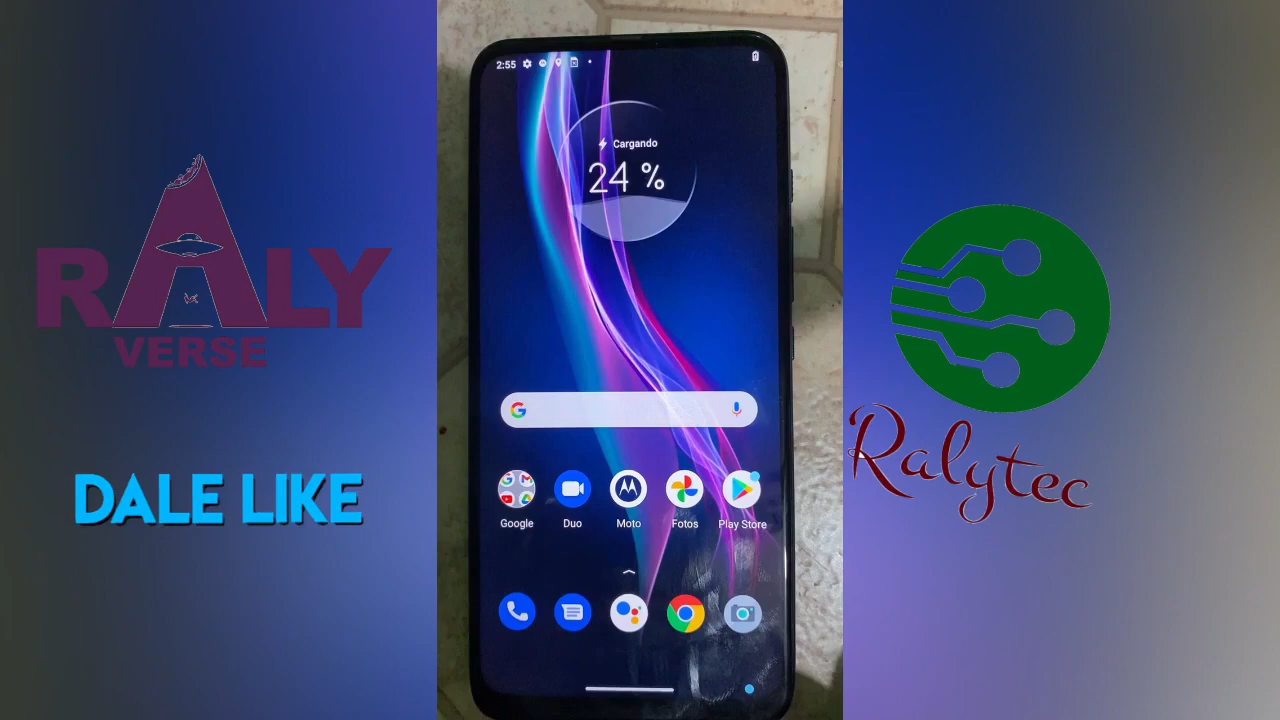 RALY
VERSE
DALE LIKE
2:55
Cargando
24 %
Google
Duo
Moto
Fotos
Play Store
Ralytec